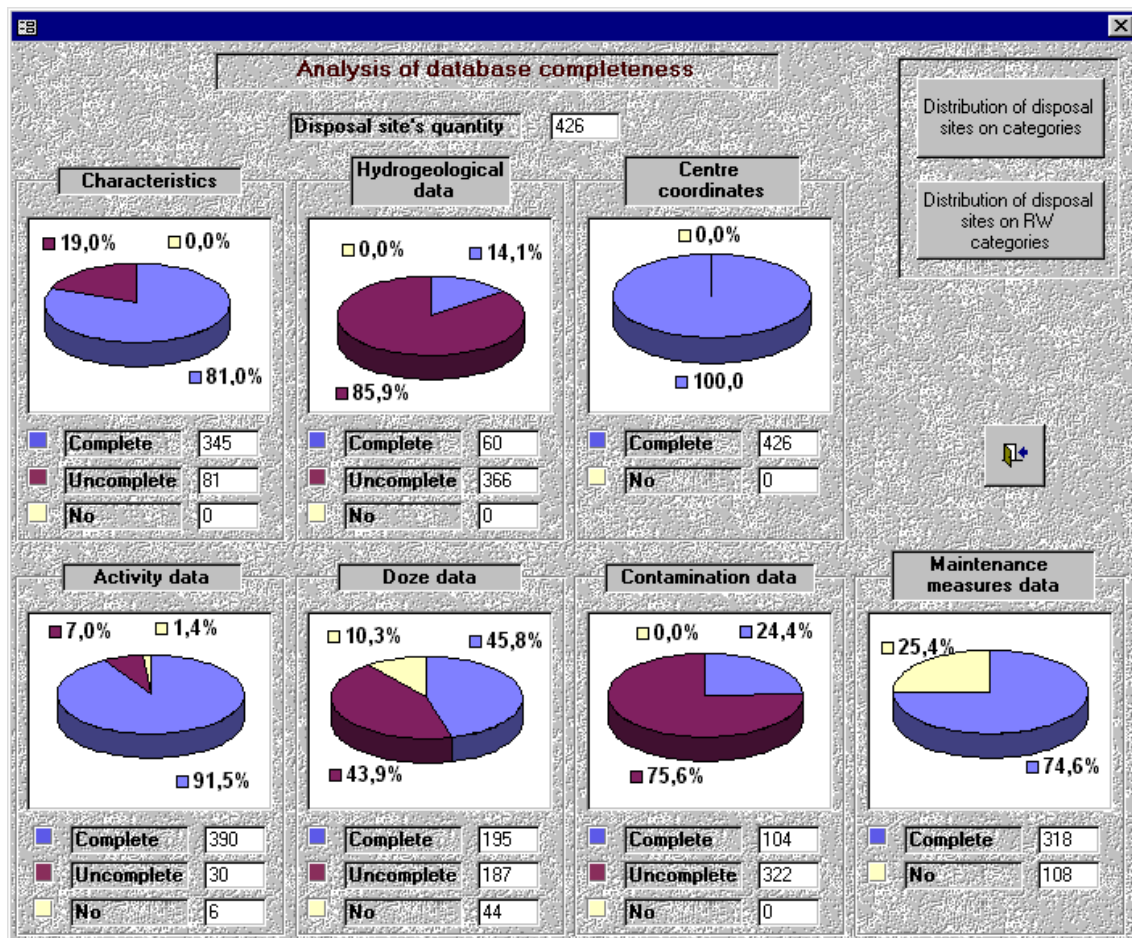 Analysis of database completeness
Disposal site's quantity 426
Distribution of disposal
sites on categories
Distribution of disposal
sites on RW
categories
Characteristics
19,0% 0,0%
81,0%
Complete 345
Uncomplete 81
No 0
Hydrogeological
data
0,0% 14,1%
85,9%
Complete 60
Uncomplete 366
No 0
Centre
coordinates
0,0%
100,0
Complete 426
No 0
Activity data
7,0% 1,4%
91,5%
Complete 390
Uncomplete 30
No 6
Doze data
10,3% 45,8%
43,9%
Complete 195
Uncomplete 187
No 44
Contamination data
0,0% 24,4%
75,6%
Complete 104
Uncomplete 322
No 0
Maintenance
measures data
25,4%
74,6%
Complete 318
No 108